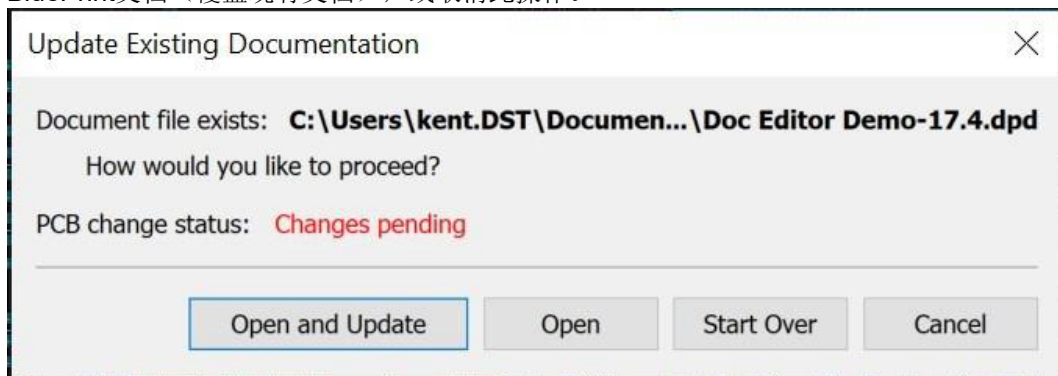 Update Existing Documentation
Document file exists: C:\Users\kent.DST\Documen...\Doc Editor Demo-17.4.dpd
How would you like to proceed?
PCB change status: Changes pending
Open and Update Open Start Over Cancel